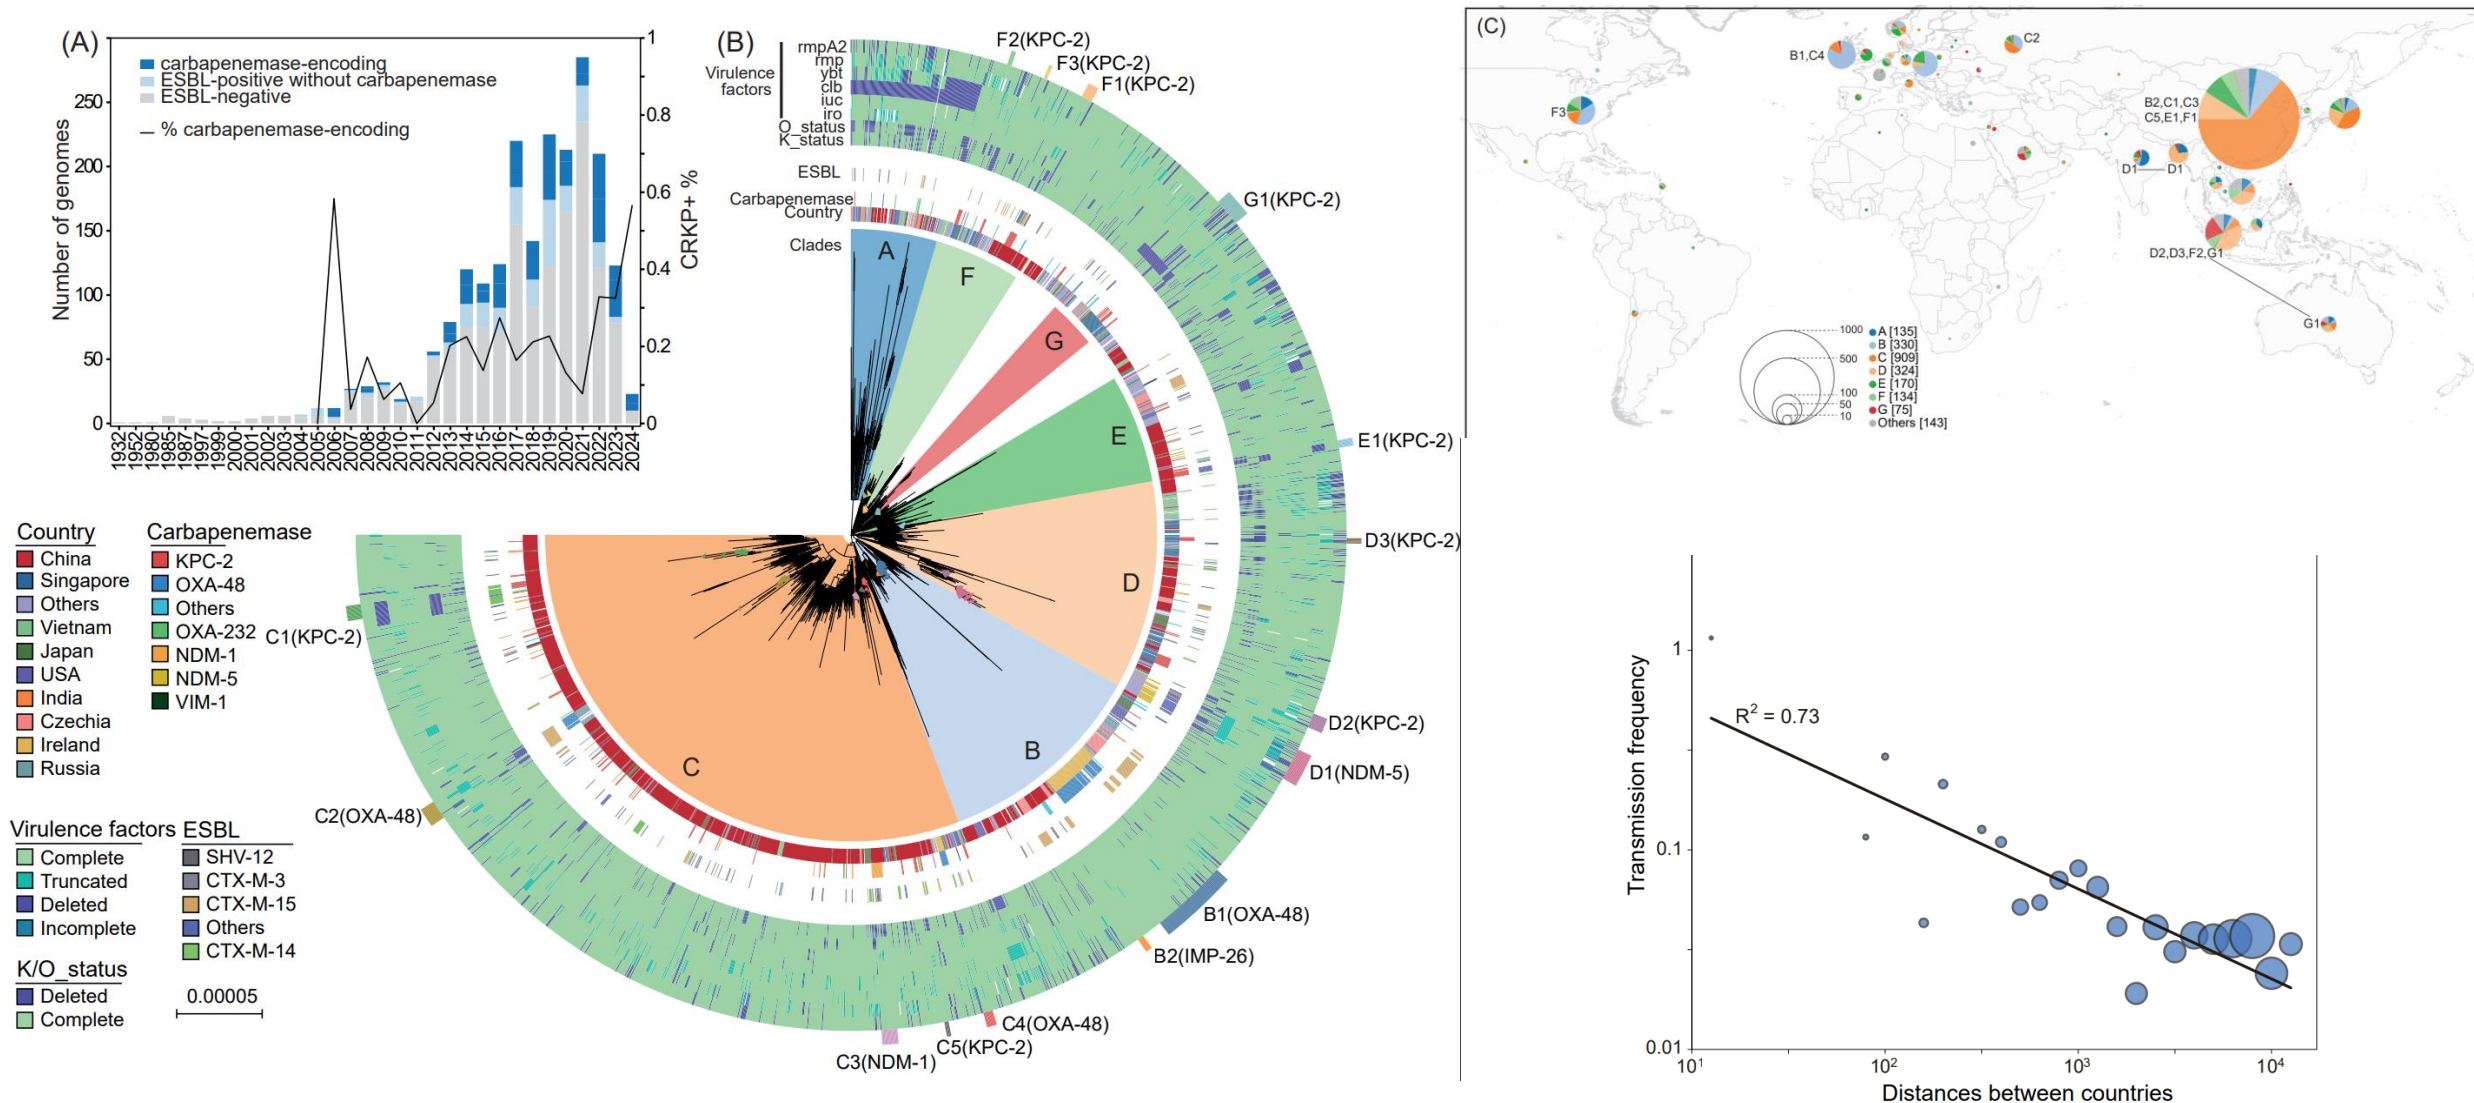 (A)
carbapenemase-encoding
ESBL-positive without carbapenemase
ESBL-negative
% carbapenemase-encoding
Number of genomes
0
50
100
150
200
250
CRKP+ %
0
0.2
0.4
0.6
0.8
1
1932
1952
1980
1985
1987
1997
1999
2000
2001
2002
2003
2004
2005
2006
2007
2008
2009
2010
2011
2012
2013
2014
2015
2016
2017
2018
2019
2020
2021
2022
2023
2024
(B)
Virulence
factors
rmpA2
rmp
ybt
clb
iuc
iro
O_status
K_status
ESBL
Carbapenemase
Country
Clades
A
F
G
E
D
B
C
F2(KPC-2)
F3(KPC-2)
F1(KPC-2)
G1(KPC-2)
E1(KPC-2)
D3(KPC-2)
D2(KPC-2)
D1(NDM-5)
B1(OXA-48)
B2(IMP-26)
C4(OXA-48)
C5(KPC-2)
C3(NDM-1)
C2(OXA-48)
C1(KPC-2)
Country
China
Singapore
Others
Vietnam
Japan
USA
India
Czechia
Ireland
Russia
Carbapenemase
KPC-2
OXA-48
Others
OXA-232
NDM-1
NDM-5
VIM-1
Virulence factors
Complete
Truncated
Deleted
Incomplete
ESBL
SHV-12
CTX-M-3
CTX-M-15
Others
CTX-M-14
K/O_status
Deleted
Complete
0.00005
(C)
B1,C4
C2
F3
B2,C1,C3
C5,E1,F1
D1
D1
D2,D3,F2,G1
G1
1000
500
100
50
10
A [135]
B [330]
C [909]
D [324]
E [170]
F [134]
G [75]
Others [143]
Transmission frequency
1
0.1
0.01
R² = 0.73
10¹
10²
10³
10⁴
Distances between countries